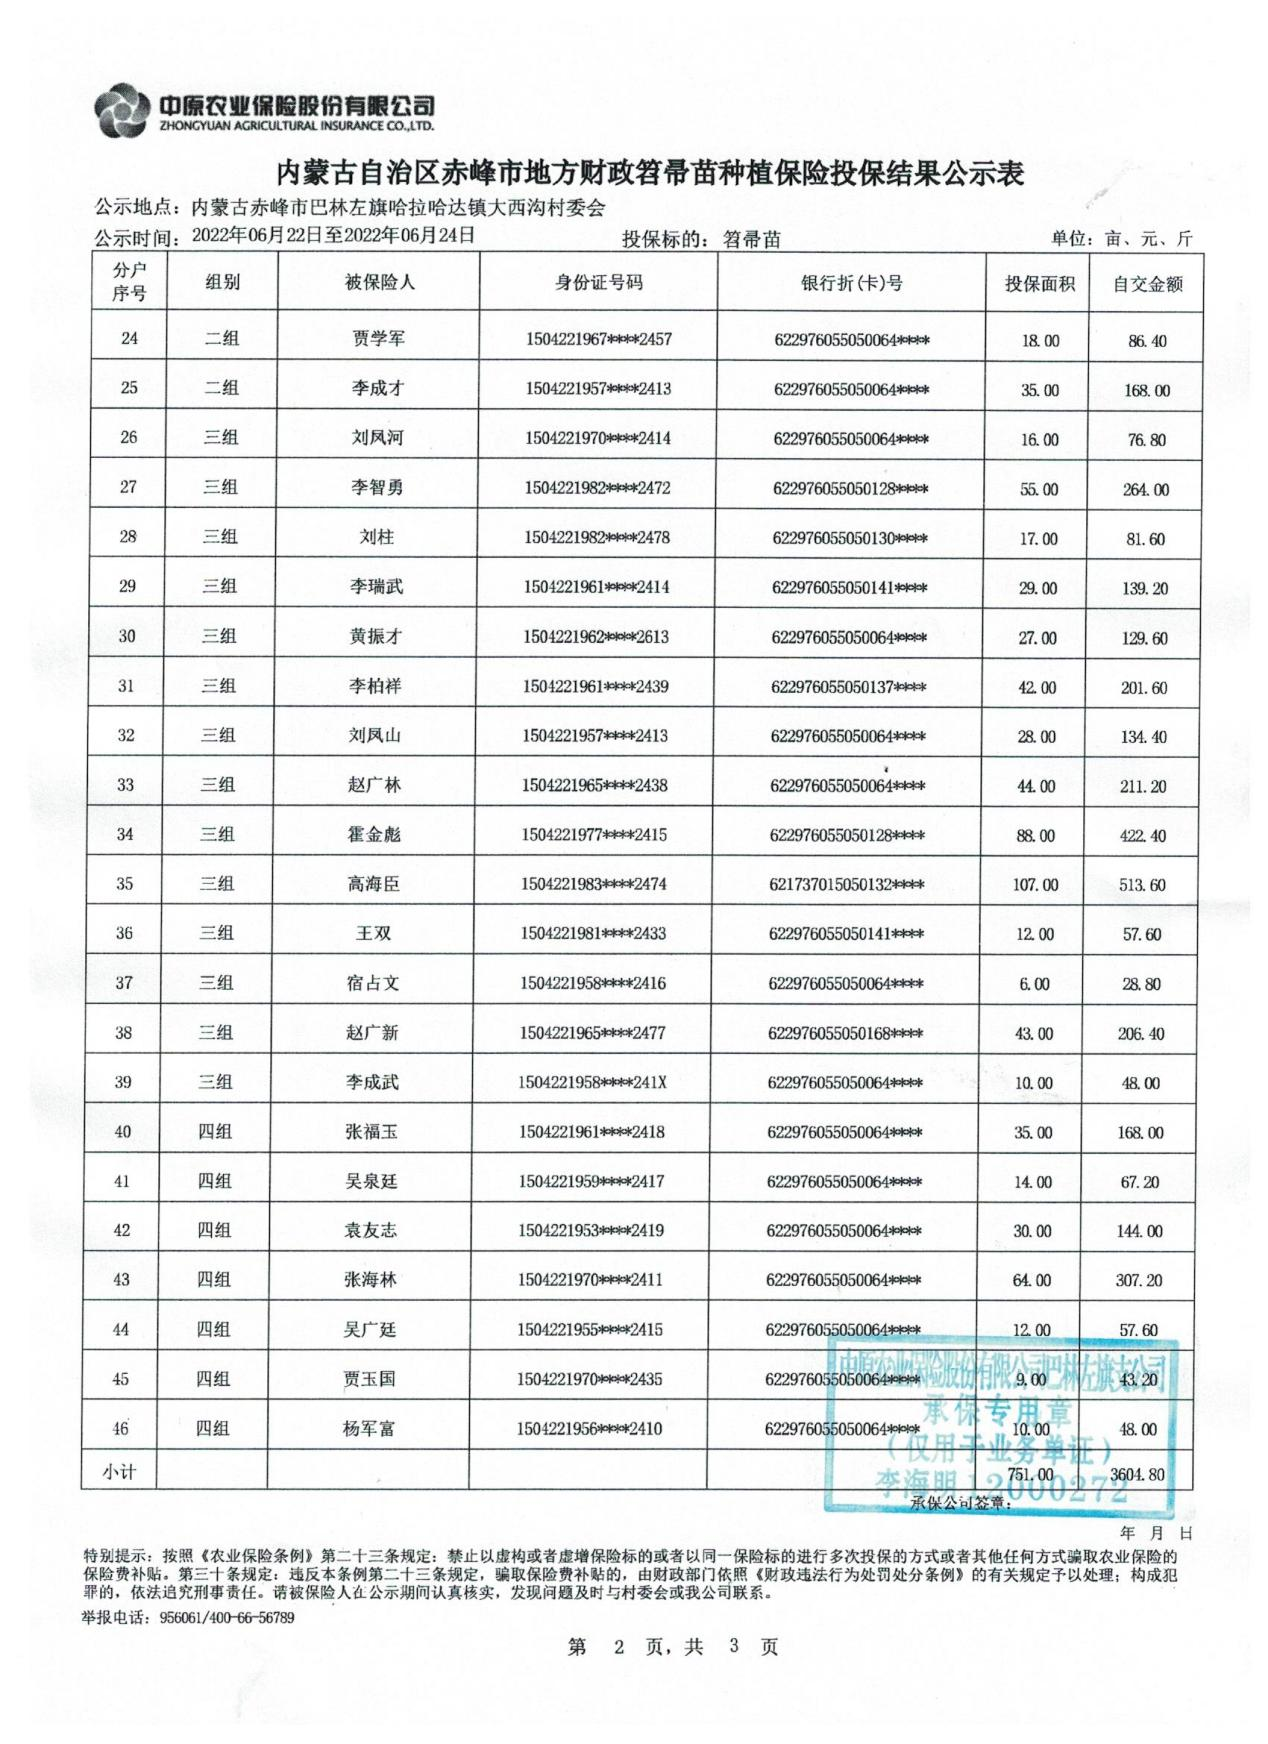 中原农业保险股份有限公司
ZHONGYUAN AGRICULTURAL INSURANCE CO.,LTD.
内蒙古自治区赤峰市地方财政笤帚苗种植保险投保结果公示表
公示地点：内蒙古赤峰市巴林左旗哈拉哈达镇大西沟村委会
公示时间：2022年06月22日至2022年06月24日 投保标的：笤帚苗 单位：亩、元、斤
分户序号 组别 被保险人 身份证号码 银行折(卡)号 投保面积 自交金额
24 二组 贾学军 1504221967****2457 622976055050064**** 18.00 86.40
25 二组 李成才 1504221957****2413 622976055050064**** 35.00 168.00
26 三组 刘凤河 1504221970****2414 622976055050064**** 16.00 76.80
27 三组 李智勇 1504221982****2472 622976055050128**** 55.00 264.00
28 三组 刘柱 1504221982****2478 622976055050130**** 17.00 81.60
29 三组 李瑞武 1504221961****2414 622976055050141**** 29.00 139.20
30 三组 黄振才 1504221962****2613 622976055050064**** 27.00 129.60
31 三组 李柏祥 1504221961****2439 622976055050137**** 42.00 201.60
32 三组 刘凤山 1504221957****2413 622976055050064**** 28.00 134.40
33 三组 赵广林 1504221965****2438 622976055050064**** 44.00 211.20
34 三组 霍金彪 1504221977****2415 622976055050128**** 88.00 422.40
35 三组 高海臣 1504221983****2474 621737015050132**** 107.00 513.60
36 三组 王双 1504221981****2433 622976055050141**** 12.00 57.60
37 三组 宿占文 1504221958****2416 622976055050064**** 6.00 28.80
38 三组 赵广新 1504221965****2477 622976055050168**** 43.00 206.40
39 三组 李成武 1504221958****241X 622976055050064**** 10.00 48.00
40 四组 张福玉 1504221961****2418 622976055050064**** 35.00 168.00
41 四组 吴泉廷 1504221959****2417 622976055050064**** 14.00 67.20
42 四组 袁友志 1504221953****2419 622976055050064**** 30.00 144.00
43 四组 张海林 1504221970****2411 622976055050064**** 64.00 307.20
44 四组 吴广廷 1504221955****2415 622976055050064**** 12.00 57.60
45 四组 贾玉国 1504221970****2435 622976055050064**** 9.00 43.20
46 四组 杨军富 1504221956****2410 622976055050064**** 10.00 48.00
小计 751.00 3604.80
中原农业保险股份有限公司巴林左旗支公司
承保专用章
（仅用于业务单证）
李海明12000272
承保公司签章：
年 月 日
特别提示：按照《农业保险条例》第二十三条规定：禁止以虚构或者虚增保险标的或者以同一保险标的进行多次投保的方式或者其他任何方式骗取农业保险的
保险费补贴。第三十条规定：违反本条例第二十三条规定，骗取保险费补贴的，由财政部门依照《财政违法行为处罚处分条例》的有关规定予以处理；构成犯
罪的，依法追究刑事责任。请被保险人在公示期间认真核实，发现问题及时与村委会或我公司联系。
举报电话：956061/400-66-56789
第 2 页，共 3 页